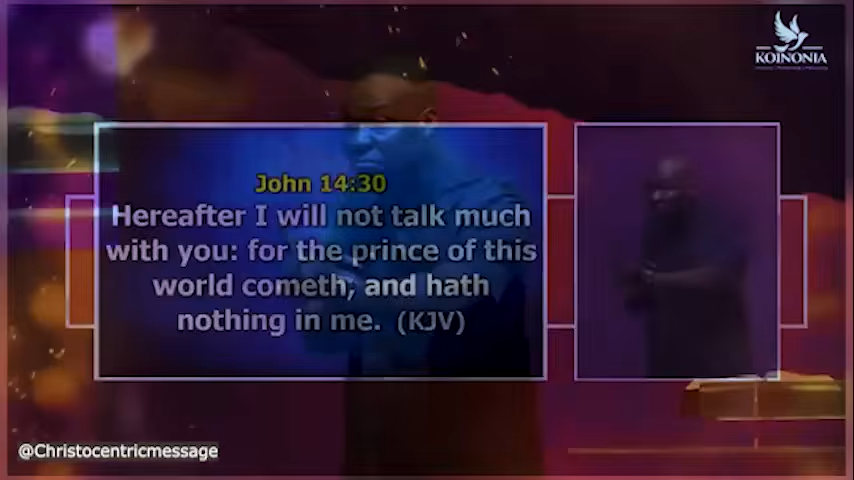 KOINONIA
John 14:30
Hereafter I will not talk much
with you: for the prince of this
world cometh, and hath
nothing in me. (KJV)
@Christocentricmessage